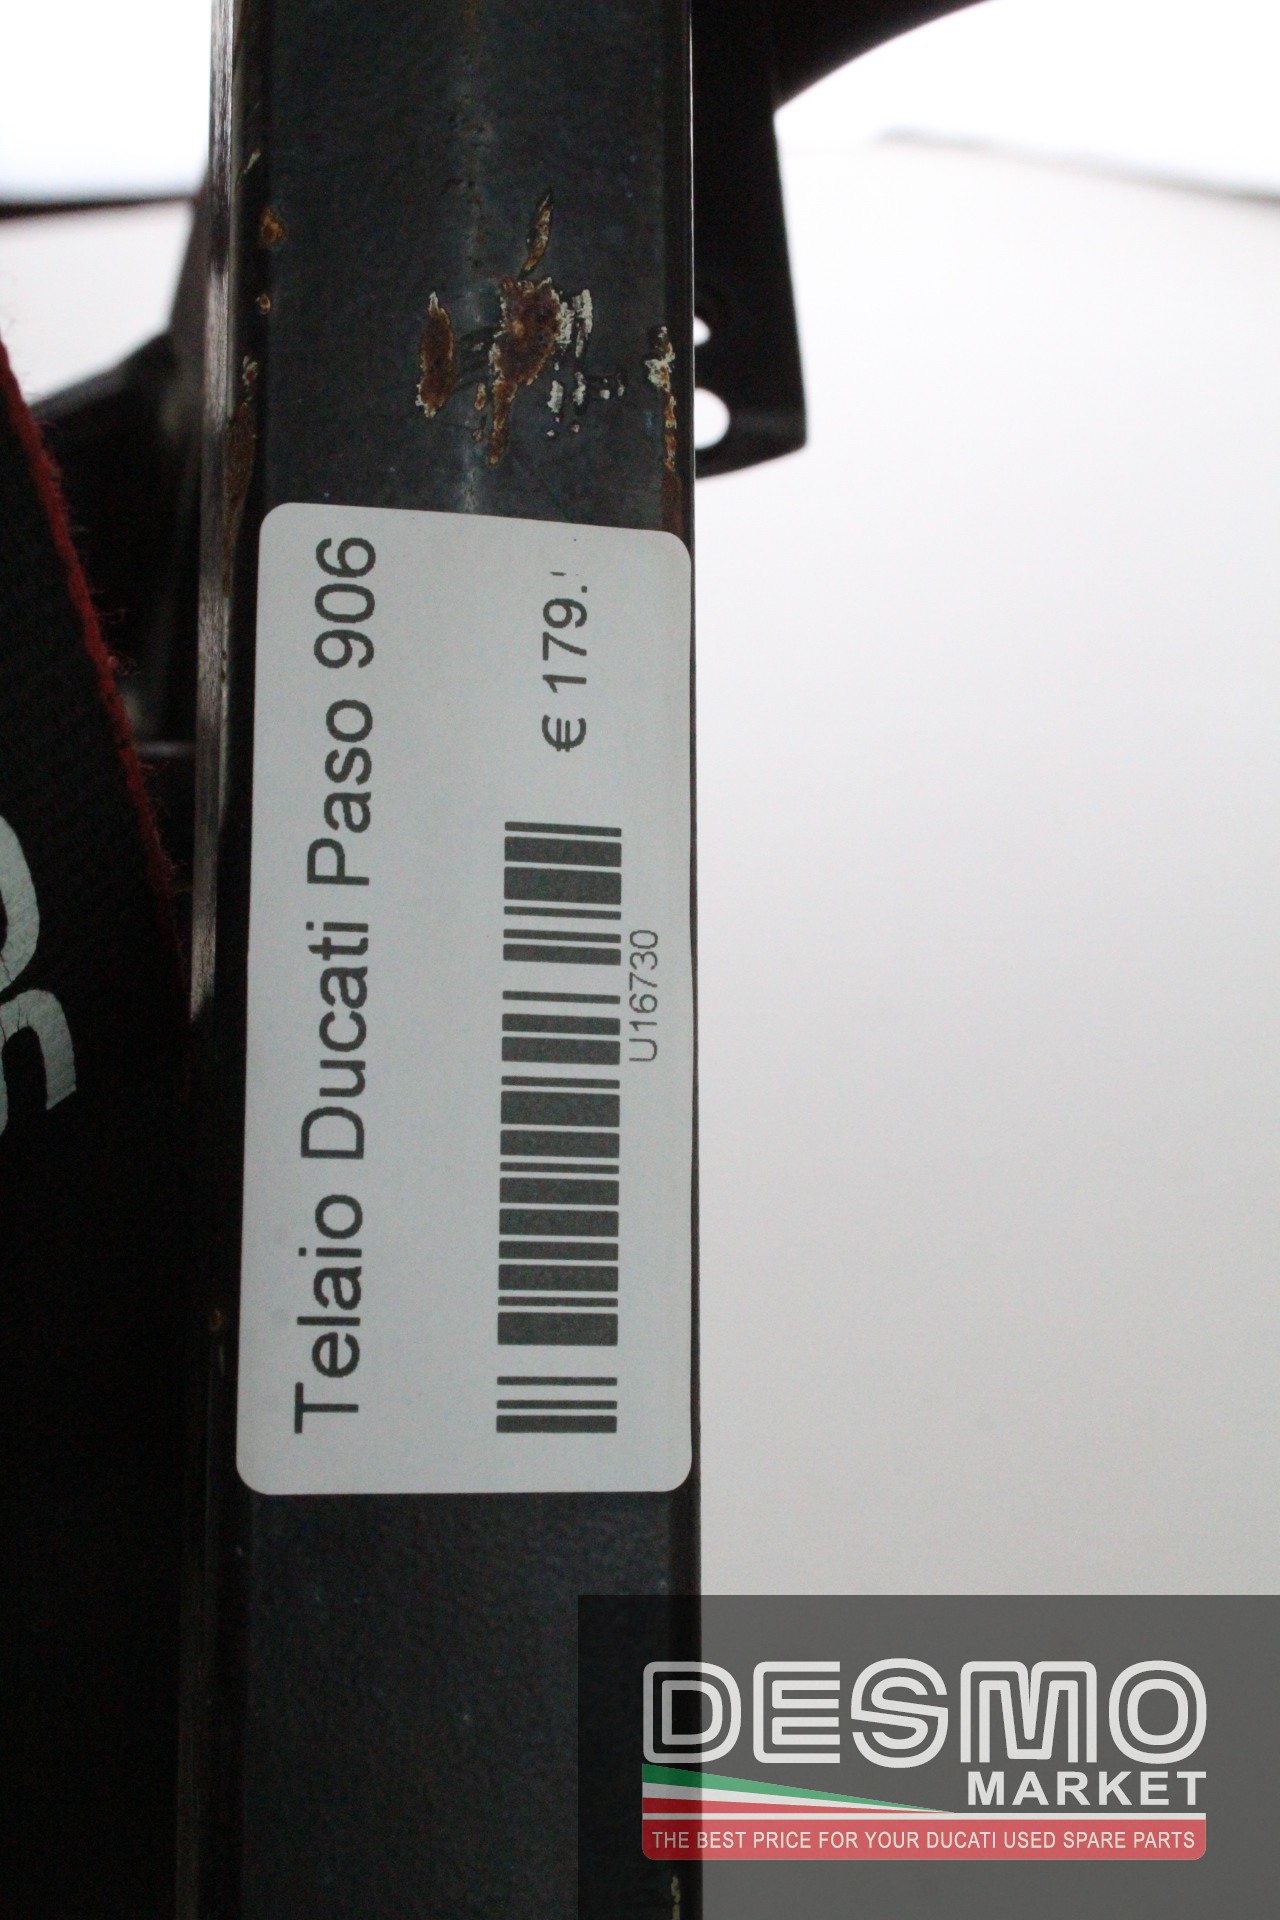 Telaio Ducati Paso 906
€ 179.
U16730
DESMO
MARKET
THE BEST PRICE FOR YOUR DUCATI USED SPARE PARTS